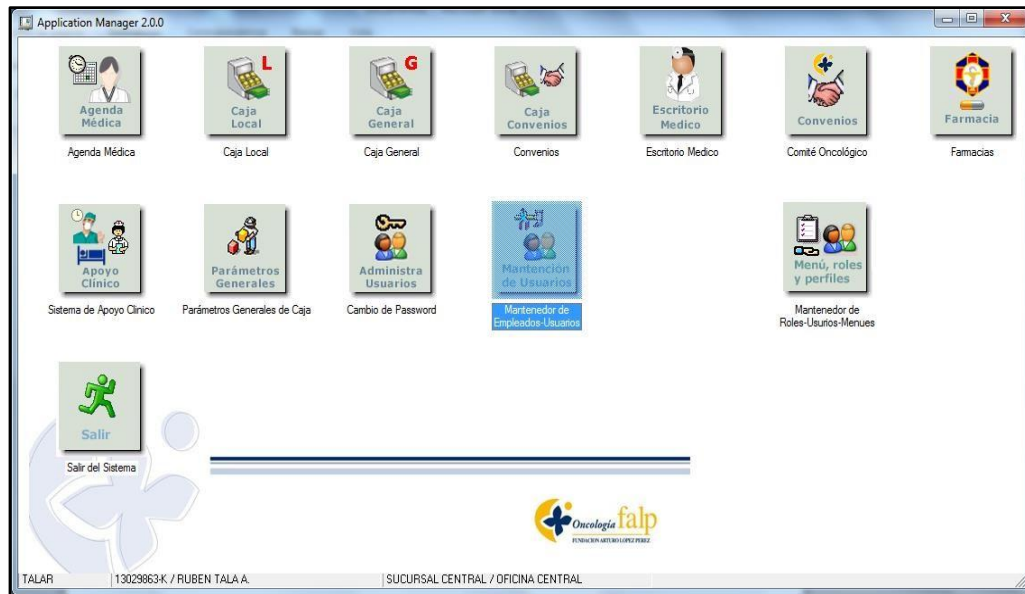 Application Manager 2.0.0
Agenda
Médica
Agenda Médica
L
Caja
Local
Caja Local
G
Caja
General
Caja General
Caja
Convenios
Convenios
Escritorio
Medico
Escritorio Medico
Convenios
Comité Oncológico
Farmacia
Farmacias
Apoyo
Clínico
Sistema de Apoyo Clinico
Parámetros
Generales
Parámetros Generales de Caja
Administra
Usuarios
Cambio de Password
Mantención
de Usuarios
Mantenedor de
Empleados-Usuarios
Menú, roles
y perfiles
Mantenedor de
Roles-Usurios-Menues
Salir
Salir del Sistema
Oncología falp
FUNDACION ARTURO LOPEZ PEREZ
TALAR
13029863-K / RUBEN TALA A.
SUCURSAL CENTRAL / OFICINA CENTRAL